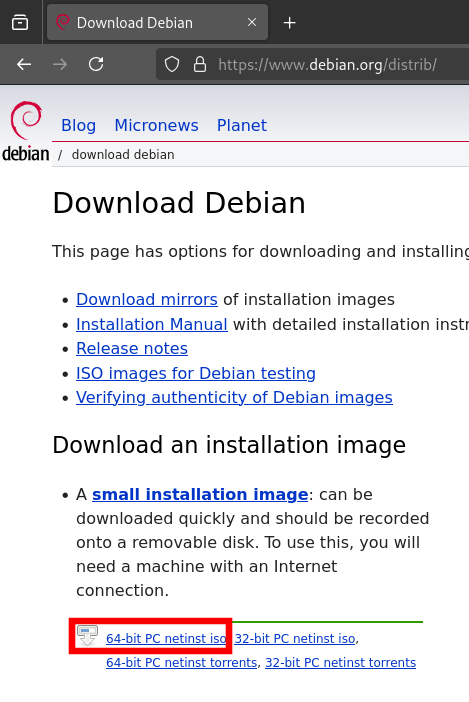 Download Debian
https://www.debian.org/distrib/
Blog Micronews Planet
debian / download debian
Download Debian
This page has options for downloading and installing
Download mirrors of installation images
Installation Manual with detailed installation instr
Release notes
ISO images for Debian testing
Verifying authenticity of Debian images
Download an installation image
A small installation image: can be
downloaded quickly and should be recorded
onto a removable disk. To use this, you will
need a machine with an Internet
connection.
64-bit PC netinst iso, 32-bit PC netinst iso,
64-bit PC netinst torrents, 32-bit PC netinst torrents